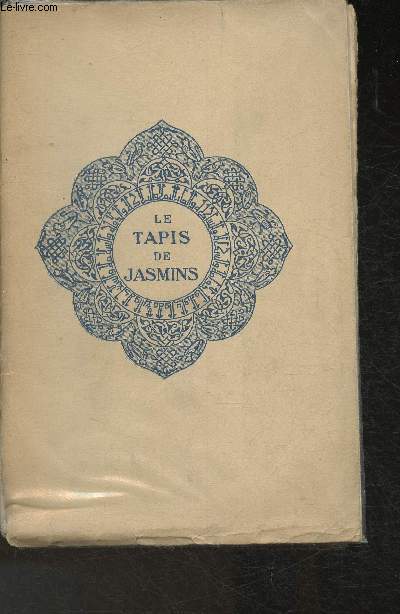 Le-livre.com
LE
TAPIS
DE
JASMINS